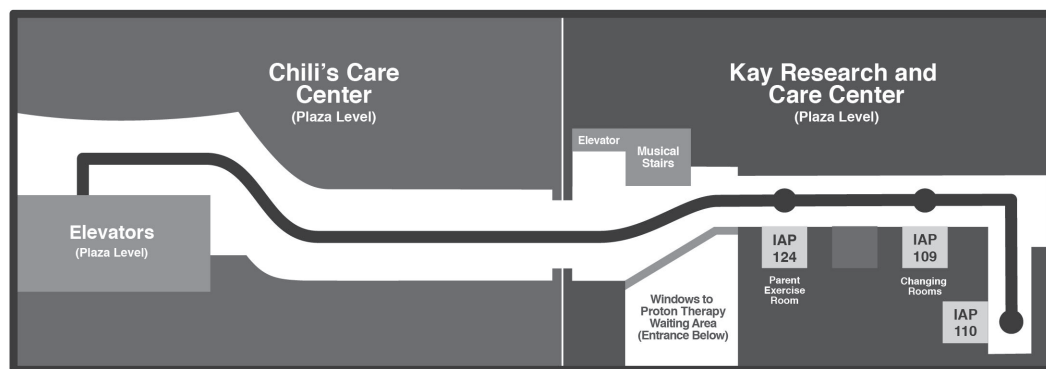 Chili's Care
Center
(Plaza Level)
Kay Research and
Care Center
(Plaza Level)
Elevator
Musical
Stairs
Elevators
(Plaza Level)
IAP
124
Parent
Exercise
Room
IAP
109
Changing
Rooms
Windows to
Proton Therapy
Waiting Area
(Entrance Below)
IAP
110